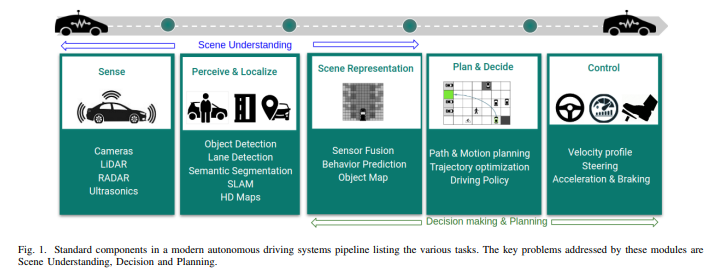 Scene Understanding
Sense
Cameras
LiDAR
RADAR
Ultrasonics
Perceive & Localize
Object Detection
Lane Detection
Semantic Segmentation
SLAM
HD Maps
Scene Representation
Sensor Fusion
Behavior Prediction
Object Map
Plan & Decide
Path & Motion planning
Trajectory optimization
Driving Policy
Control
Velocity profile
Steering
Acceleration & Braking
Decision making & Planning
Fig. 1. Standard components in a modern autonomous driving systems pipeline listing the various tasks. The key problems addressed by these modules are
Scene Understanding, Decision and Planning.